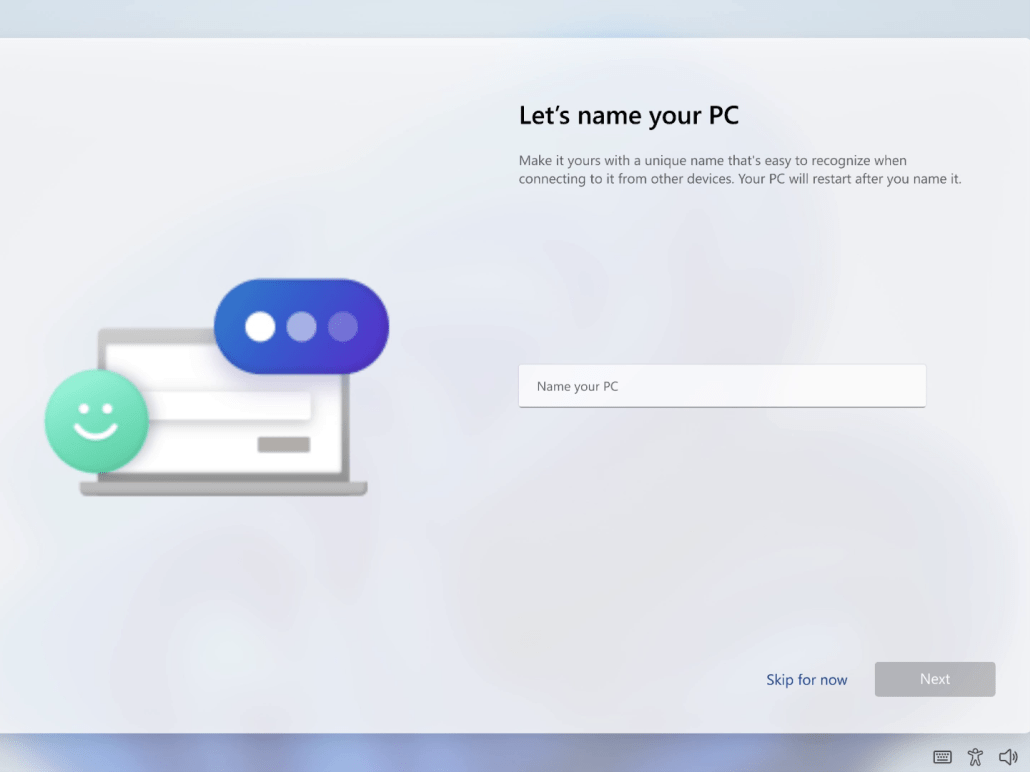 Let’s name your PC
Make it yours with a unique name that's easy to recognize when
connecting to it from other devices. Your PC will restart after you name it.
Name your PC
Skip for now
Next